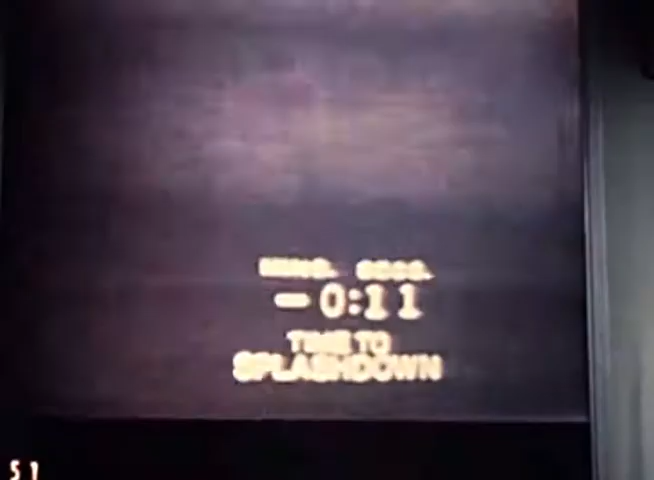 MINS. SECS.
- 0:11
TIME TO
SPLASHDOWN
51